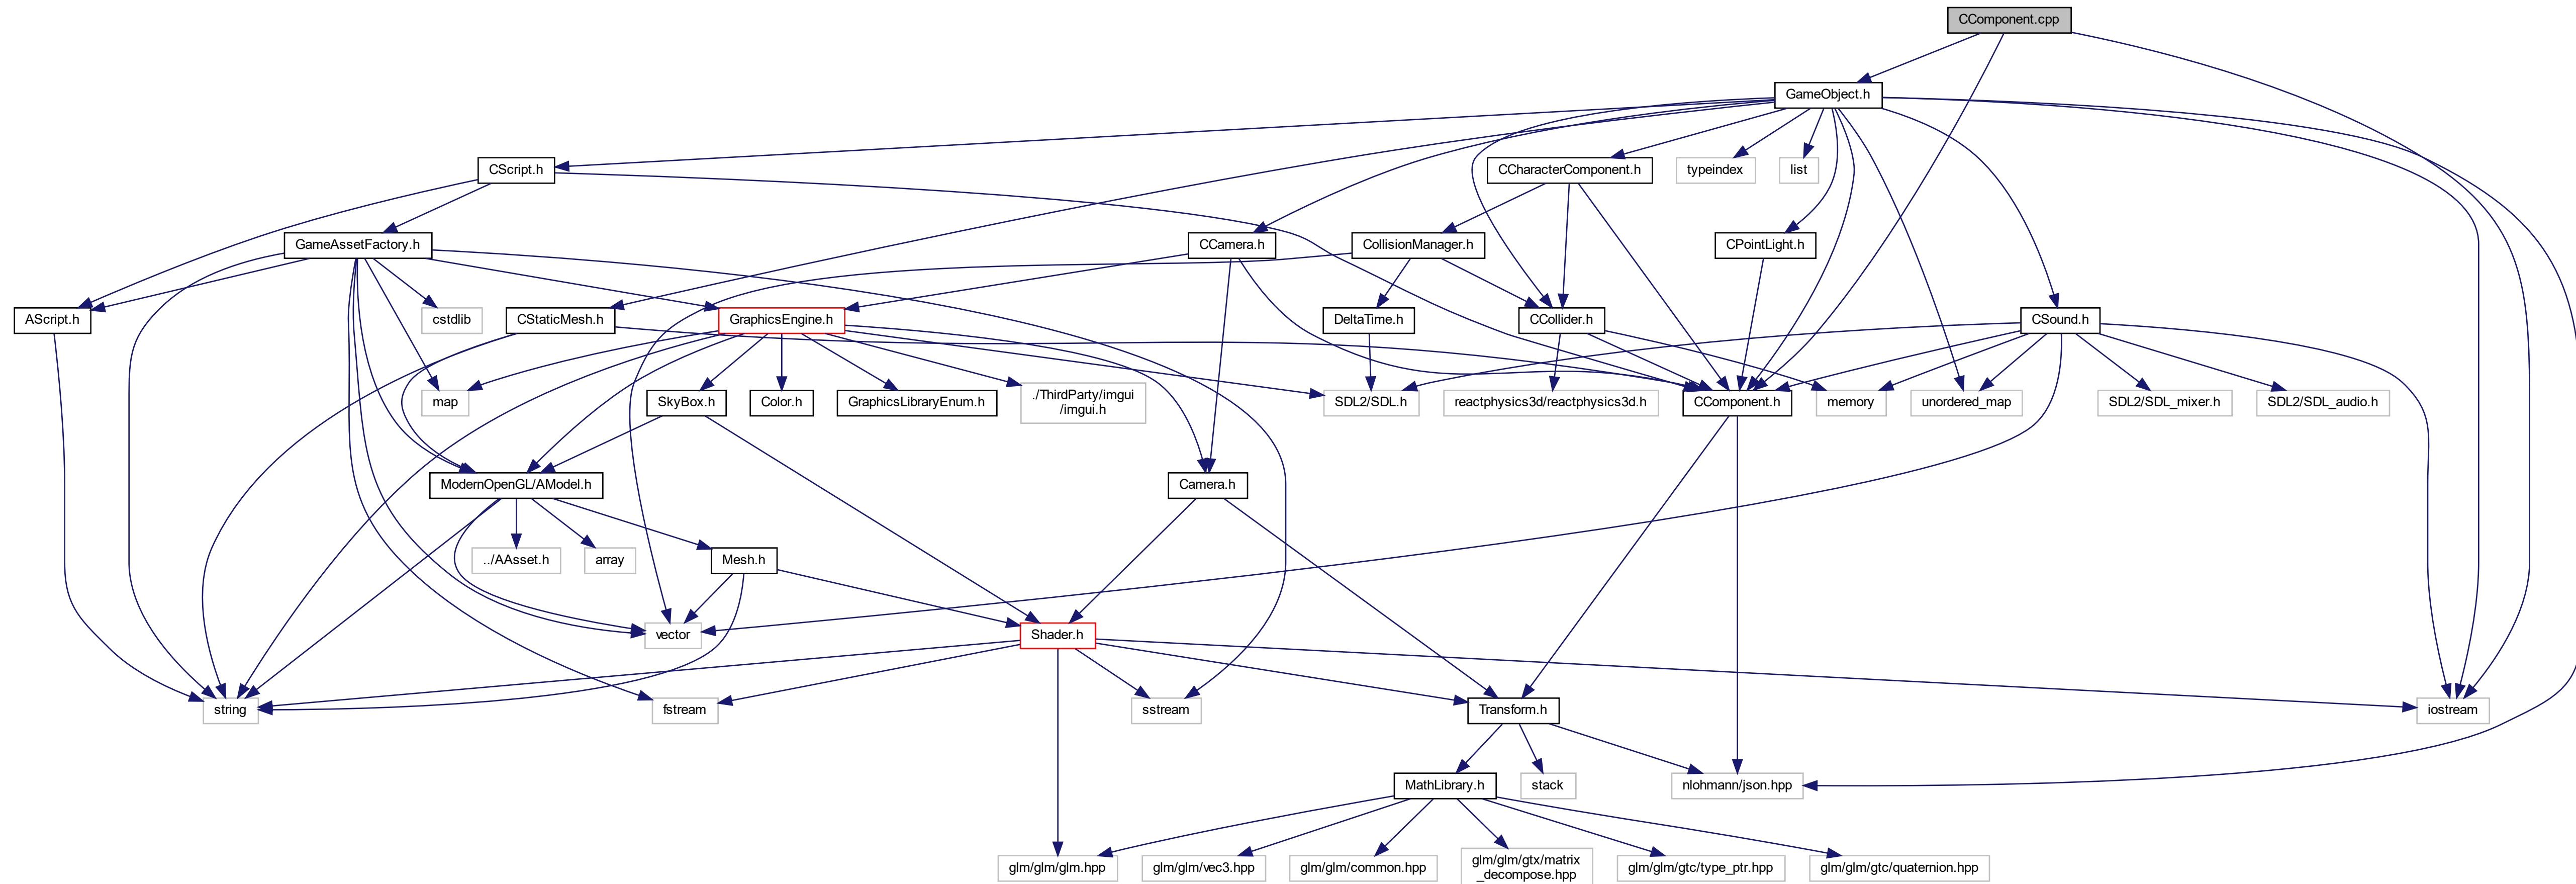 CComponent.cpp
GameObject.h
CScript.h
CCharacterComponent.h
typeindex
list
GameAssetFactory.h
CCamera.h
CollisionManager.h
CPointLight.h
AScript.h
cstdlib
CStaticMesh.h
GraphicsEngine.h
DeltaTime.h
CCollider.h
CSound.h
map
SkyBox.h
Color.h
GraphicsLibraryEnum.h
./ThirdParty/imgui
/imgui.h
SDL2/SDL.h
reactphysics3d/reactphysics3d.h
CComponent.h
memory
unordered_map
SDL2/SDL_mixer.h
SDL2/SDL_audio.h
ModernOpenGL/AModel.h
Camera.h
../AAsset.h
array
Mesh.h
vector
Shader.h
string
fstream
sstream
Transform.h
iostream
MathLibrary.h
stack
nlohmann/json.hpp
glm/glm/glm.hpp
glm/glm/vec3.hpp
glm/glm/common.hpp
glm/glm/gtx/matrix
_decompose.hpp
glm/glm/gtc/type_ptr.hpp
glm/glm/gtc/quaternion.hpp